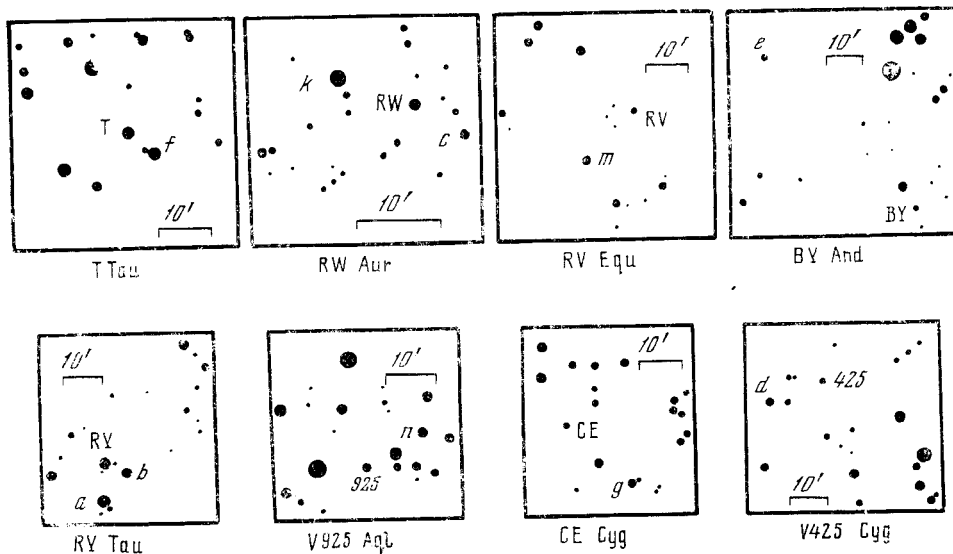 10'
e
10'
k
10'
RW
T
f
c
RV
m
10'
10'
BY
T Tau
RW Aur
RV Equ
BY And
10'
10'
10'
d
425
RY
n
CE
b
a
925
g
10'
RY Tau
V925 Aql
CE Cyg
V425 Cyg